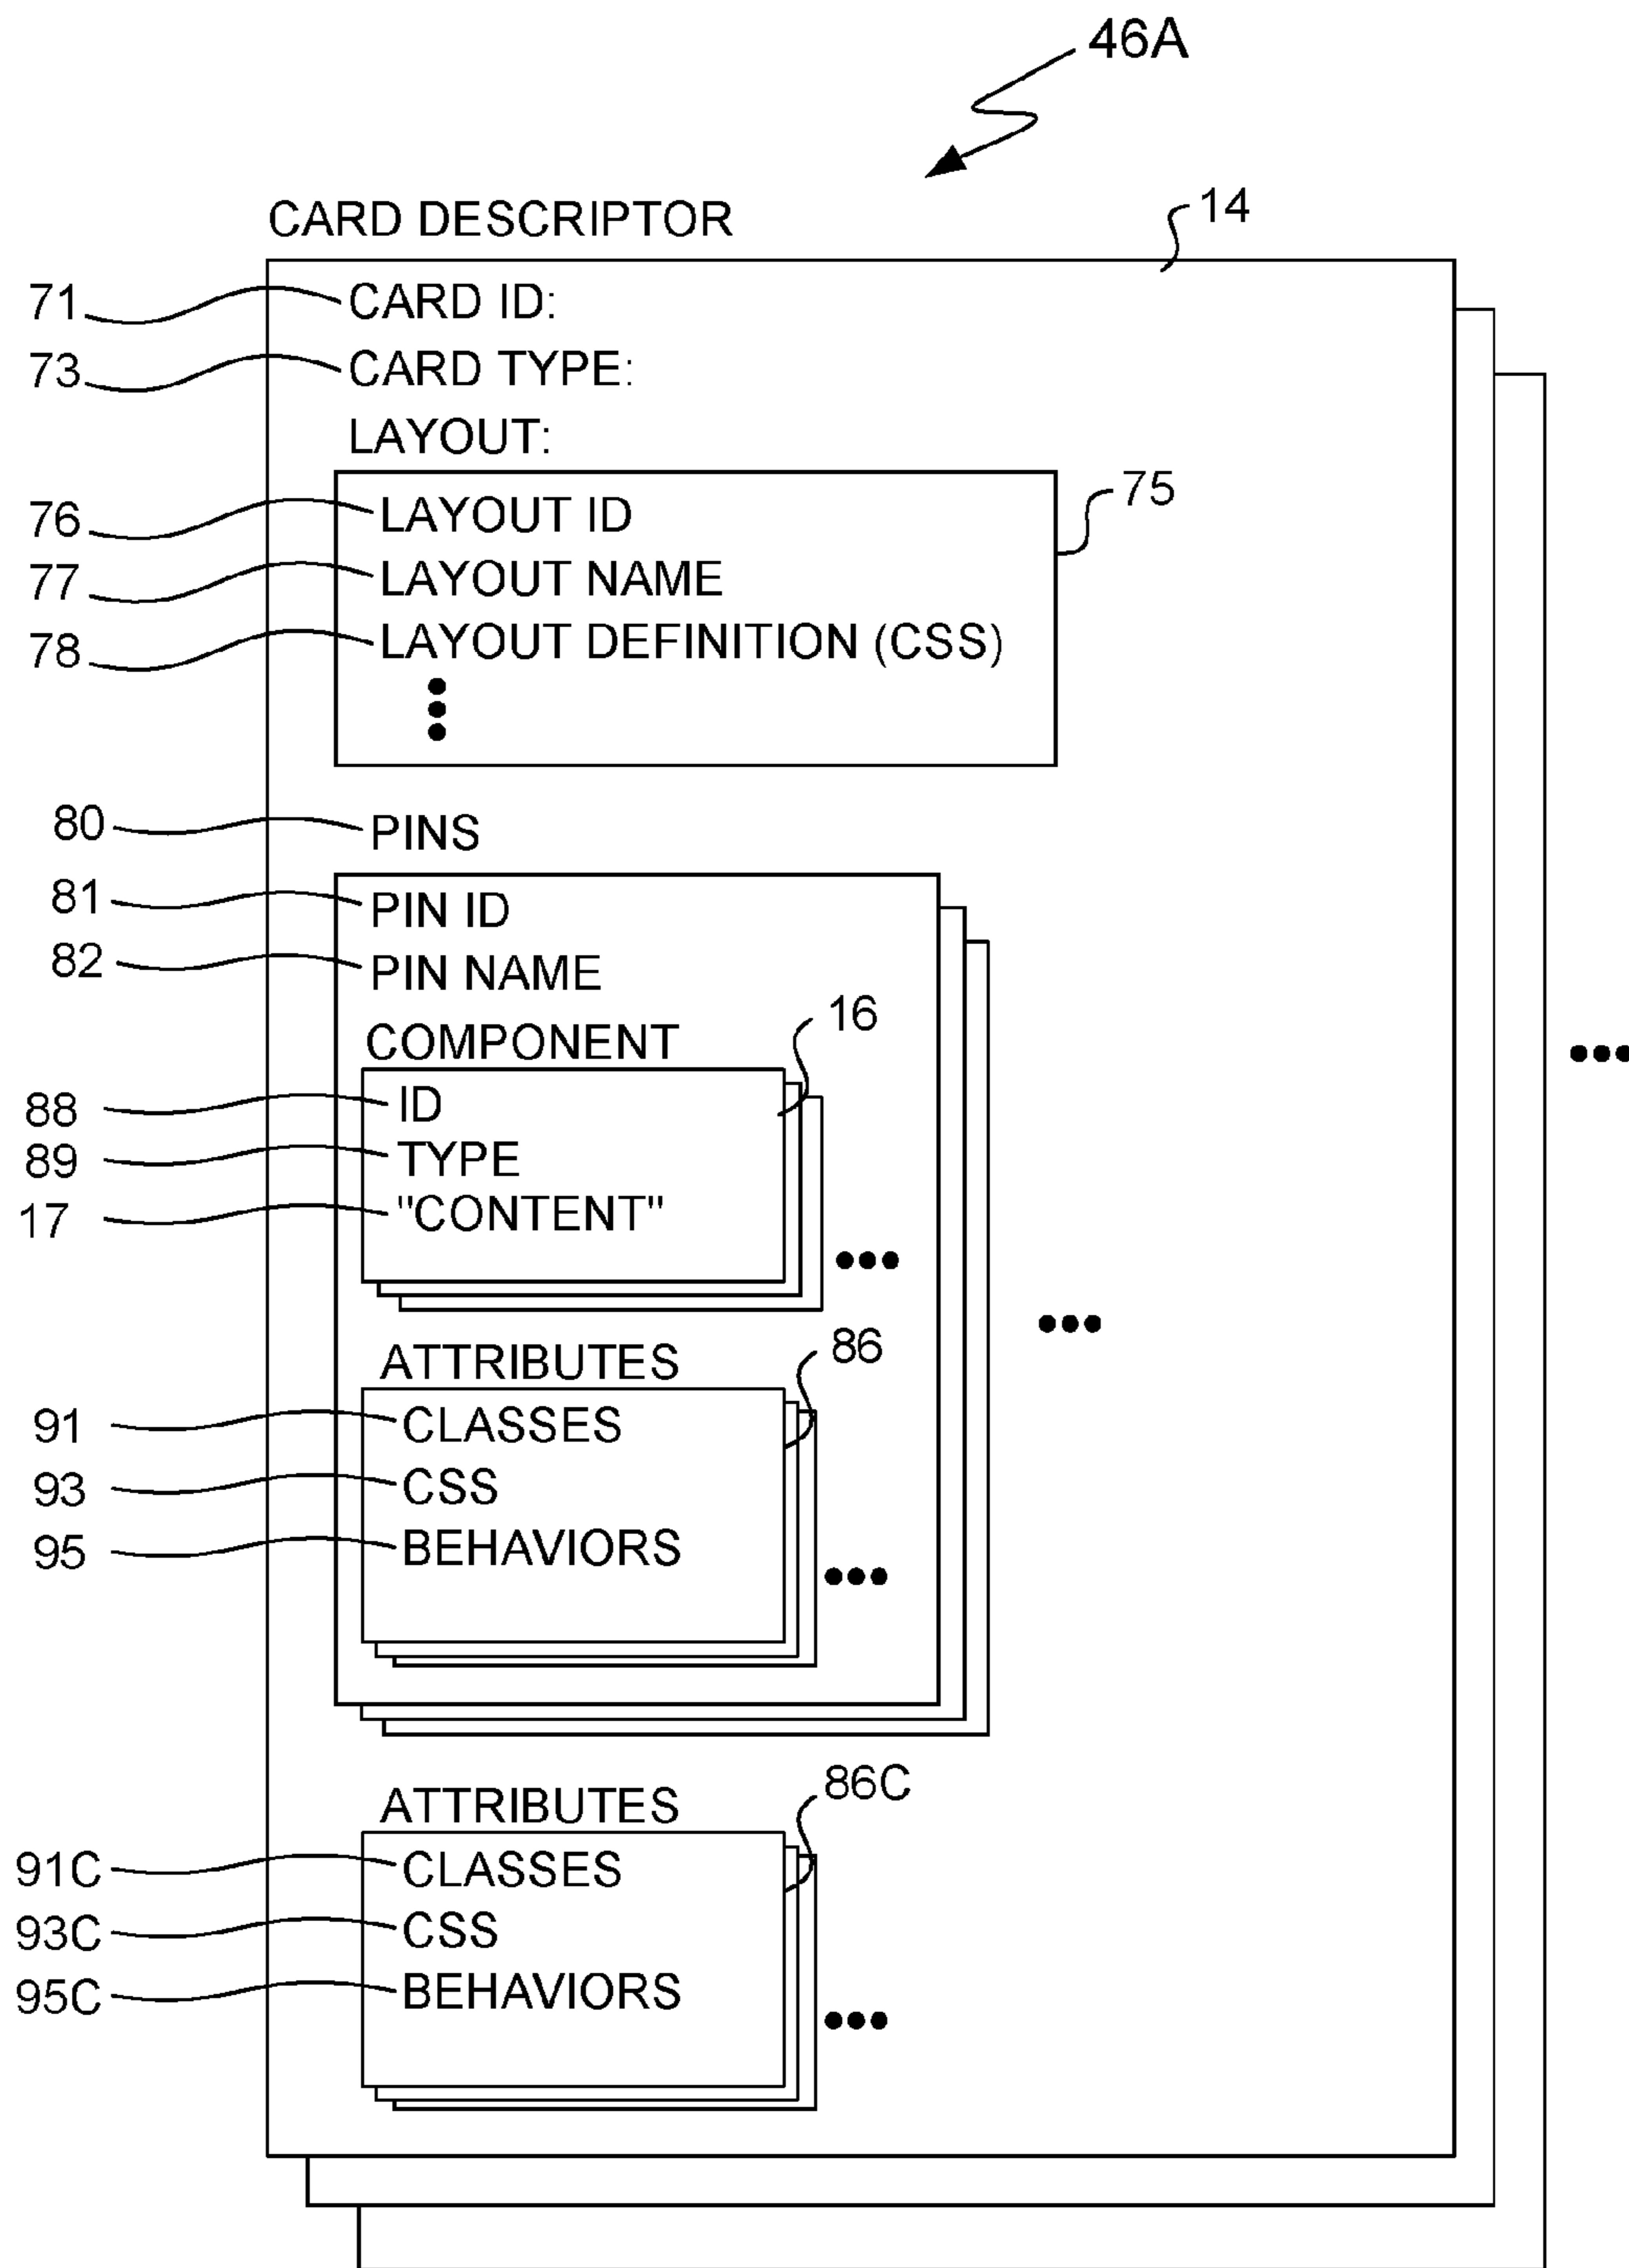 46A
CARD DESCRIPTOR
14
71 CARD ID:
73 CARD TYPE:
LAYOUT:
75
76 LAYOUT ID
77 LAYOUT NAME
78 LAYOUT DEFINITION (CSS)
80 PINS
81 PIN ID
82 PIN NAME
16
COMPONENT
88 ID
89 TYPE
17 "CONTENT"
86
ATTRIBUTES
91 CLASSES
93 CSS
95 BEHAVIORS
86C
ATTRIBUTES
91C CLASSES
93C CSS
95C BEHAVIORS